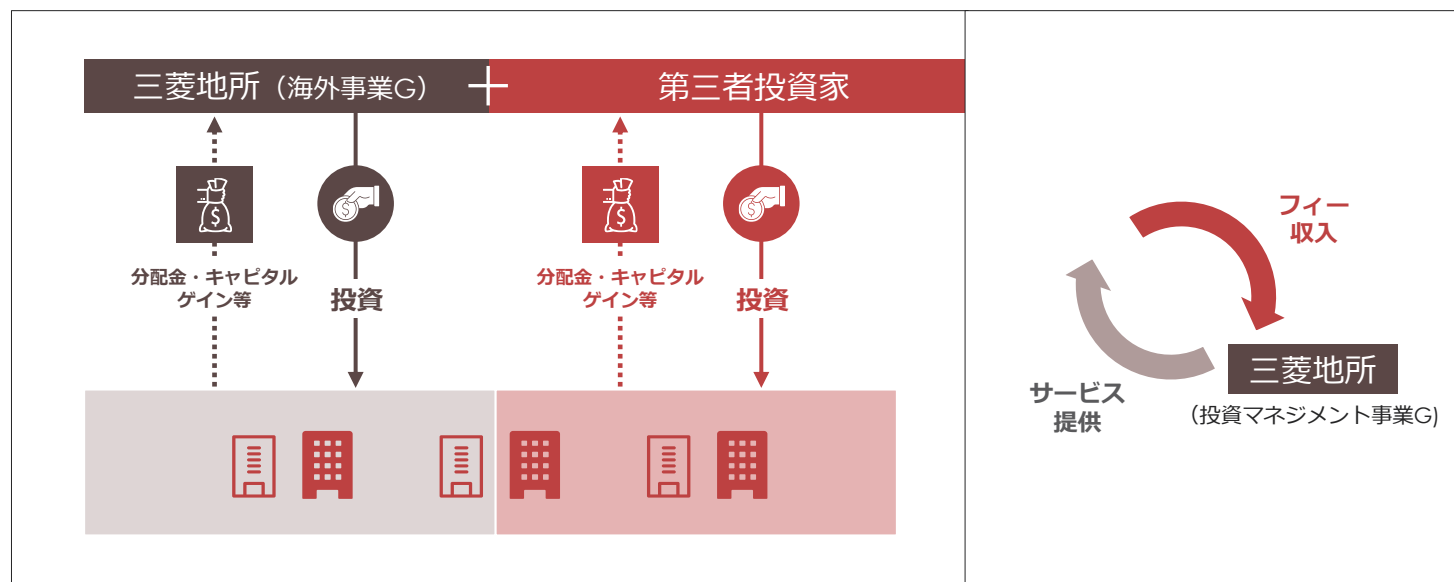 三菱地所（海外事業G）
＋
第三者投資家
分配金・キャピタル
ゲイン等
投資
分配金・キャピタル
ゲイン等
投資
フィー
収入
サービス
提供
三菱地所
（投資マネジメント事業G)